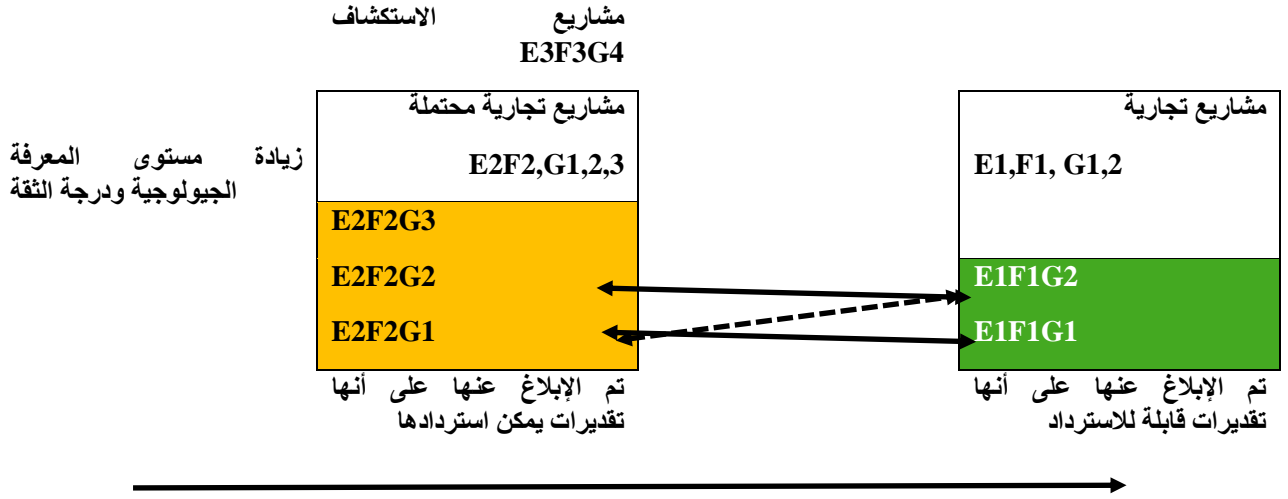 مشاريع الاستكشاف
E3F3G4
مشاريع تجارية محتملة
E2F2,G1,2,3
مشاريع تجارية
E1,F1, G1,2
زيادة مستوى المعرفة
الجيولوجية ودرجة الثقة
E2F2G3
E2F2G2
E2F2G1
E1F1G2
E1F1G1
تم الإبلاغ عنها على أنها
تقديرات يمكن استردادها
تم الإبلاغ عنها على أنها
تقديرات قابلة للاسترداد